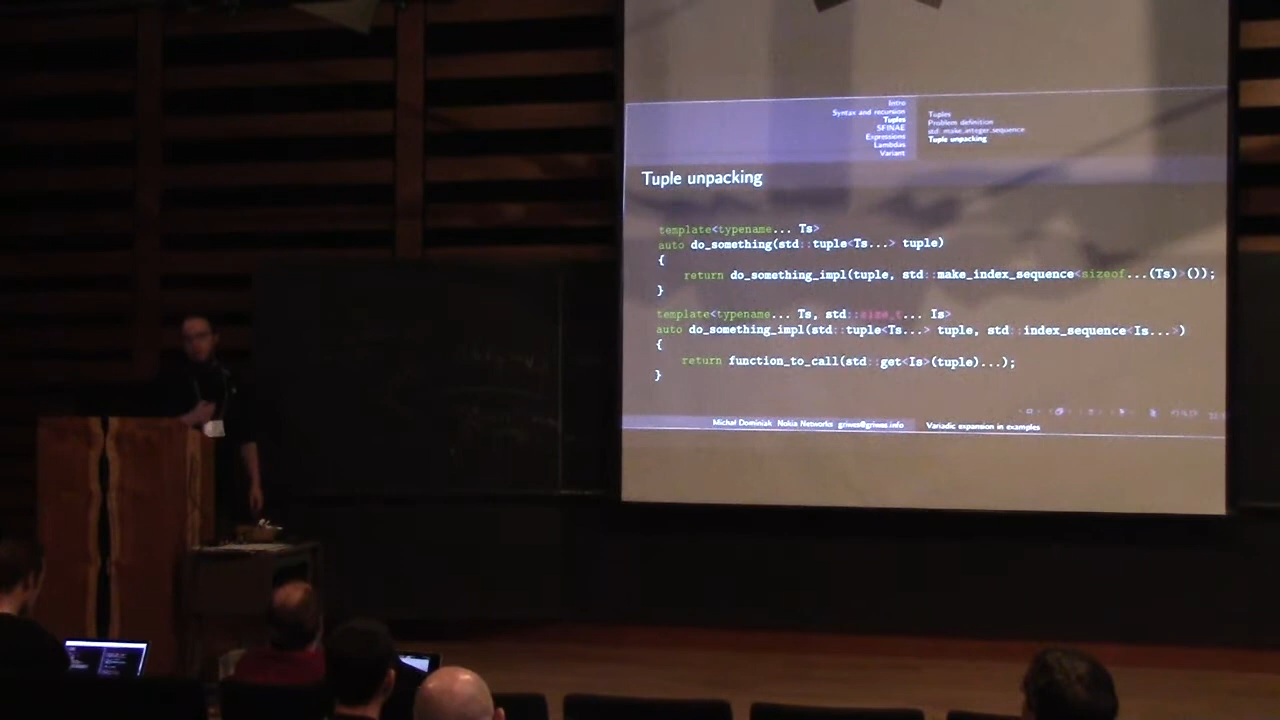 Intro
Syntax and recursion
Tuples
SFINAE
Expressions
Lambdas
Variant
Tuples
Problem definition
std::make_integer_sequence
Tuple unpacking
Tuple unpacking
template<typename... Ts>
auto do_something(std::tuple<Ts...> tuple)
{
return do_something_impl(tuple, std::make_index_sequence<sizeof...(Ts)>());
}
template<typename... Ts, std::size_t... Is>
auto do_something_impl(std::tuple<Ts...> tuple, std::index_sequence<Is...>)
{
return function_to_call(std::get<Is>(tuple)...);
}
Michał Dominiak Nokia Networks griwes@griwes.info Variadic expansion in examples